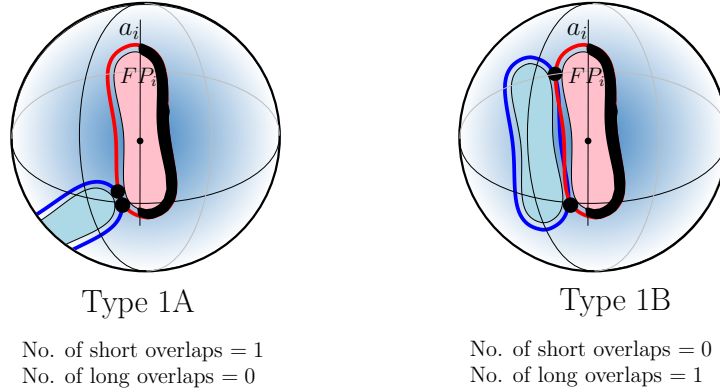 a_i a_i
FP_i FP_i
Type 1A Type 1B
No. of short overlaps = 1 No. of short overlaps = 0
No. of long overlaps = 0 No. of long overlaps = 1